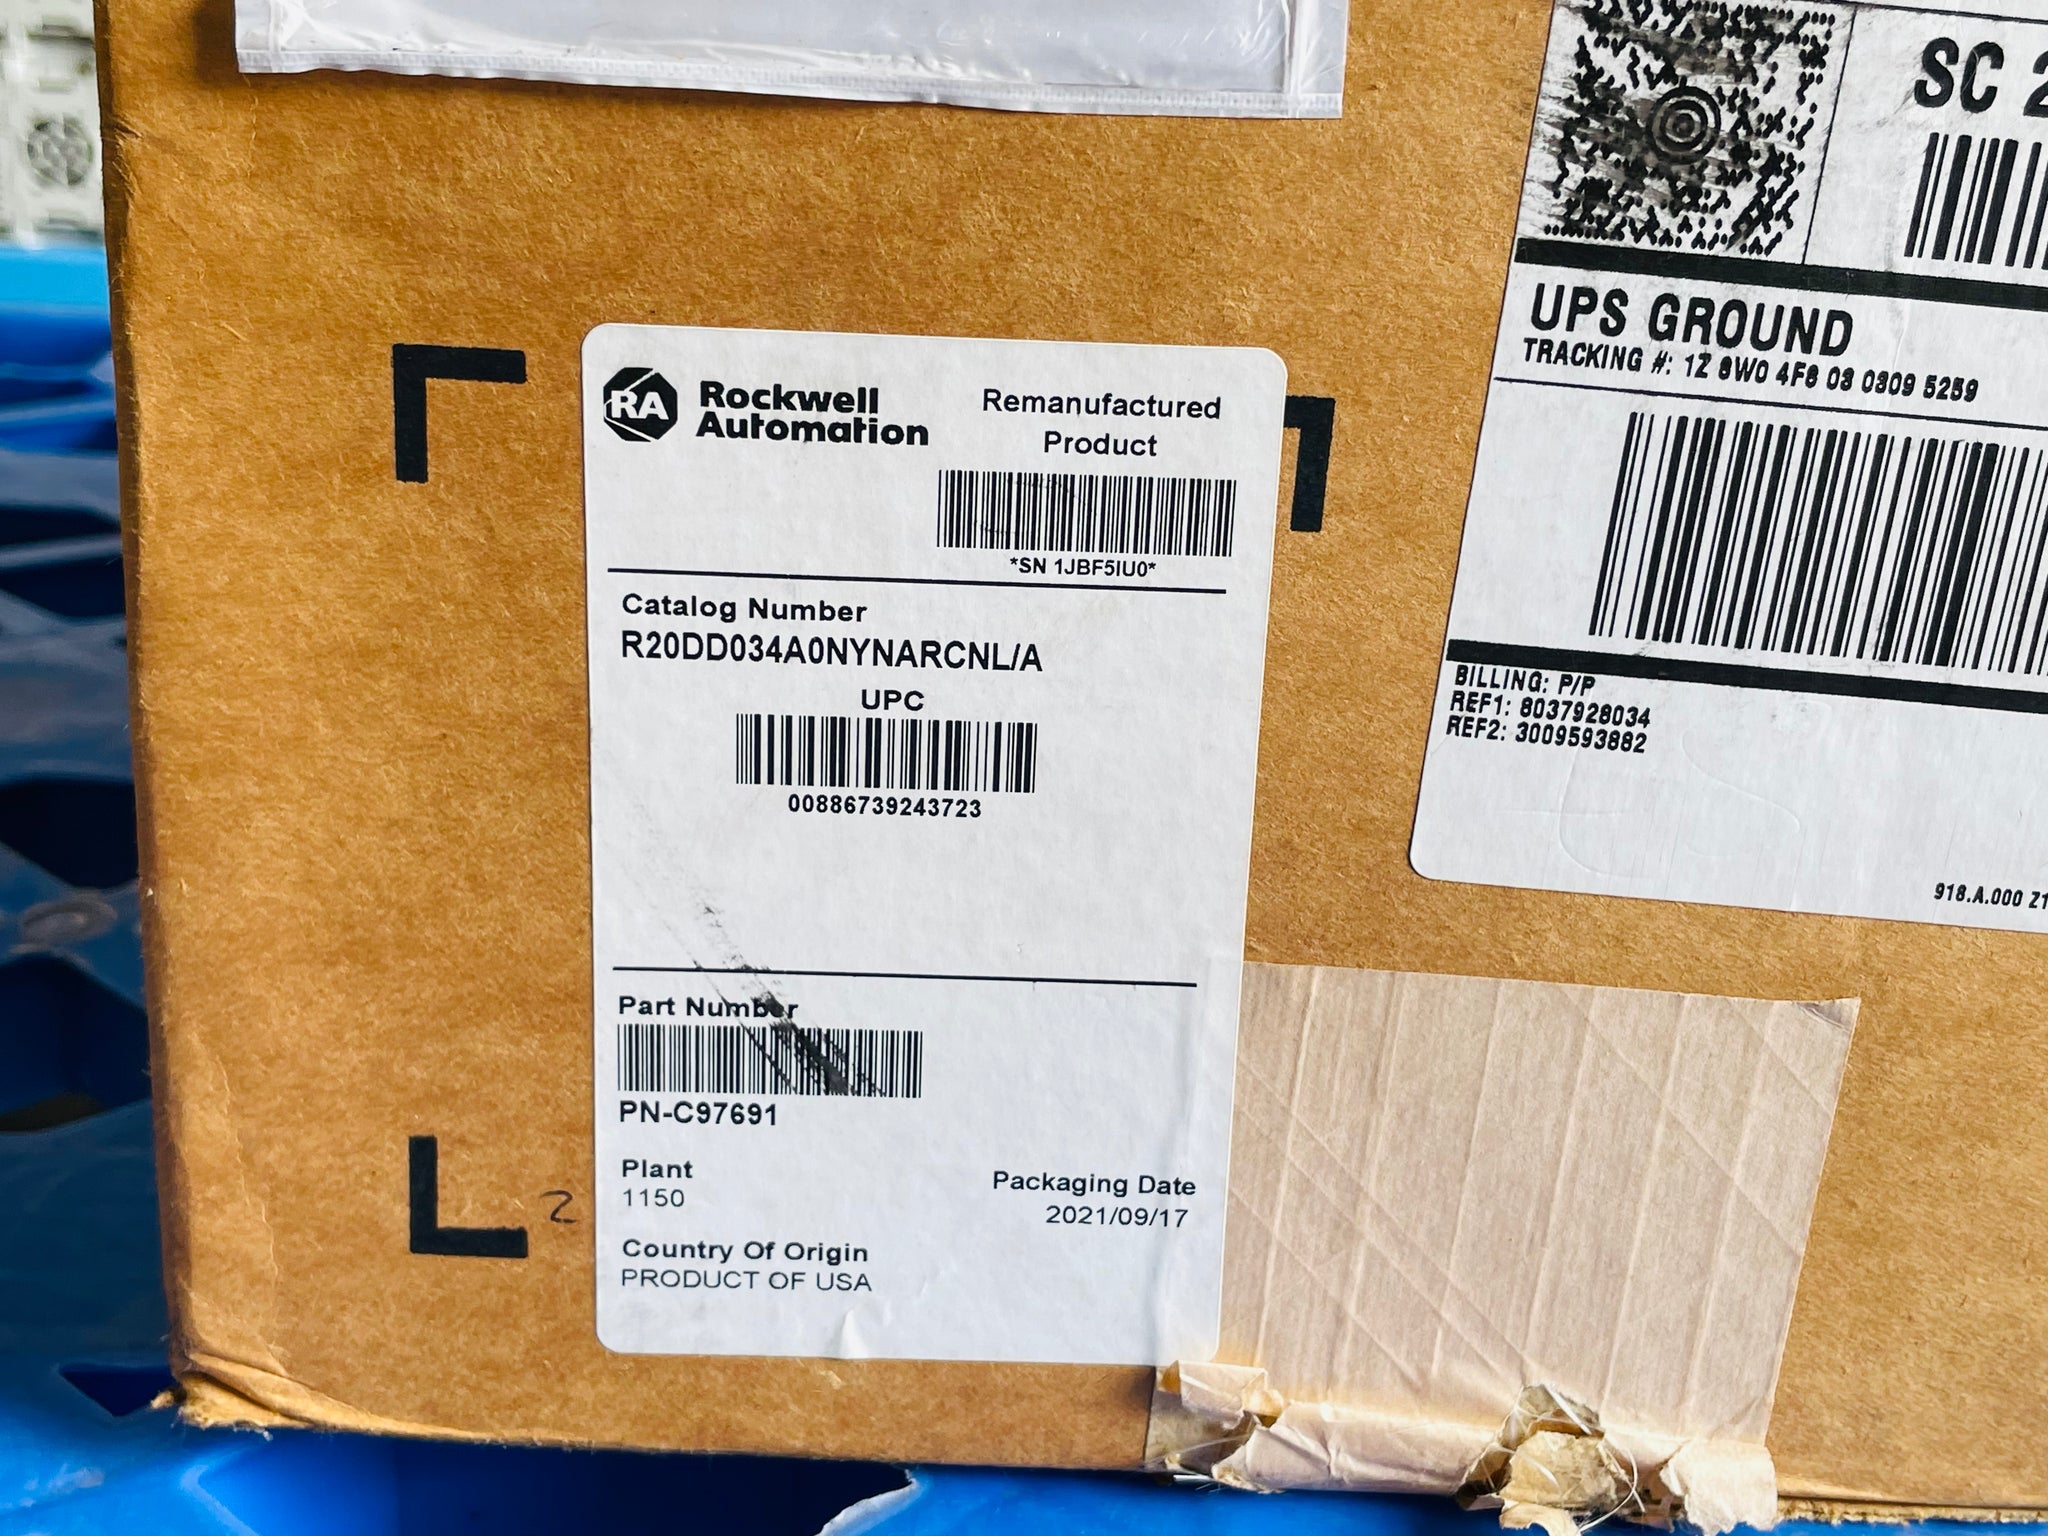 RA Rockwell
Automation
Remanufactured
Product
*SN 1JBF5IU0*
Catalog Number
R20DD034A0NYNARCNL/A
UPC
00886739243723
Part Number
PN-C97691
Plant
1150
Packaging Date
2021/09/17
Country Of Origin
PRODUCT OF USA
2
SC 2
UPS GROUND
TRACKING #: 1Z 8W0 4F6 03 0309 5259
BILLING: P/P
REF1: 8037928034
REF2: 3009593882
918.A.000 Z1